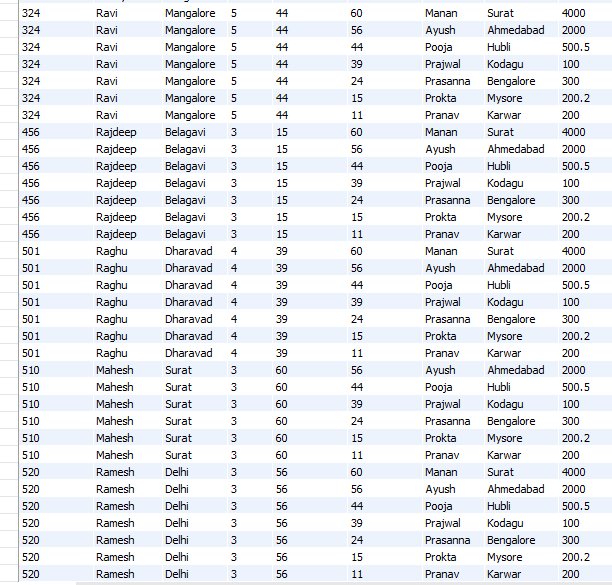 324 Ravi Mangalore 5 44 60 Manan Surat 4000
324 Ravi Mangalore 5 44 56 Ayush Ahmedabad 2000
324 Ravi Mangalore 5 44 44 Pooja Hubli 500.5
324 Ravi Mangalore 5 44 39 Prajwal Kodagu 100
324 Ravi Mangalore 5 44 24 Prasanna Bengalore 300
324 Ravi Mangalore 5 44 15 Prokta Mysore 200.2
324 Ravi Mangalore 5 44 11 Pranav Karwar 200
456 Rajdeep Belagavi 3 15 60 Manan Surat 4000
456 Rajdeep Belagavi 3 15 56 Ayush Ahmedabad 2000
456 Rajdeep Belagavi 3 15 44 Pooja Hubli 500.5
456 Rajdeep Belagavi 3 15 39 Prajwal Kodagu 100
456 Rajdeep Belagavi 3 15 24 Prasanna Bengalore 300
456 Rajdeep Belagavi 3 15 15 Prokta Mysore 200.2
456 Rajdeep Belagavi 3 15 11 Pranav Karwar 200
501 Raghu Dharavad 4 39 60 Manan Surat 4000
501 Raghu Dharavad 4 39 56 Ayush Ahmedabad 2000
501 Raghu Dharavad 4 39 44 Pooja Hubli 500.5
501 Raghu Dharavad 4 39 39 Prajwal Kodagu 100
501 Raghu Dharavad 4 39 24 Prasanna Bengalore 300
501 Raghu Dharavad 4 39 15 Prokta Mysore 200.2
501 Raghu Dharavad 4 39 11 Pranav Karwar 200
510 Mahesh Surat 3 60 56 Ayush Ahmedabad 2000
510 Mahesh Surat 3 60 44 Pooja Hubli 500.5
510 Mahesh Surat 3 60 39 Prajwal Kodagu 100
510 Mahesh Surat 3 60 24 Prasanna Bengalore 300
510 Mahesh Surat 3 60 15 Prokta Mysore 200.2
510 Mahesh Surat 3 60 11 Pranav Karwar 200
520 Ramesh Delhi 3 56 60 Manan Surat 4000
520 Ramesh Delhi 3 56 56 Ayush Ahmedabad 2000
520 Ramesh Delhi 3 56 44 Pooja Hubli 500.5
520 Ramesh Delhi 3 56 39 Prajwal Kodagu 100
520 Ramesh Delhi 3 56 24 Prasanna Bengalore 300
520 Ramesh Delhi 3 56 15 Prokta Mysore 200.2
520 Ramesh Delhi 3 56 11 Pranav Karwar 200